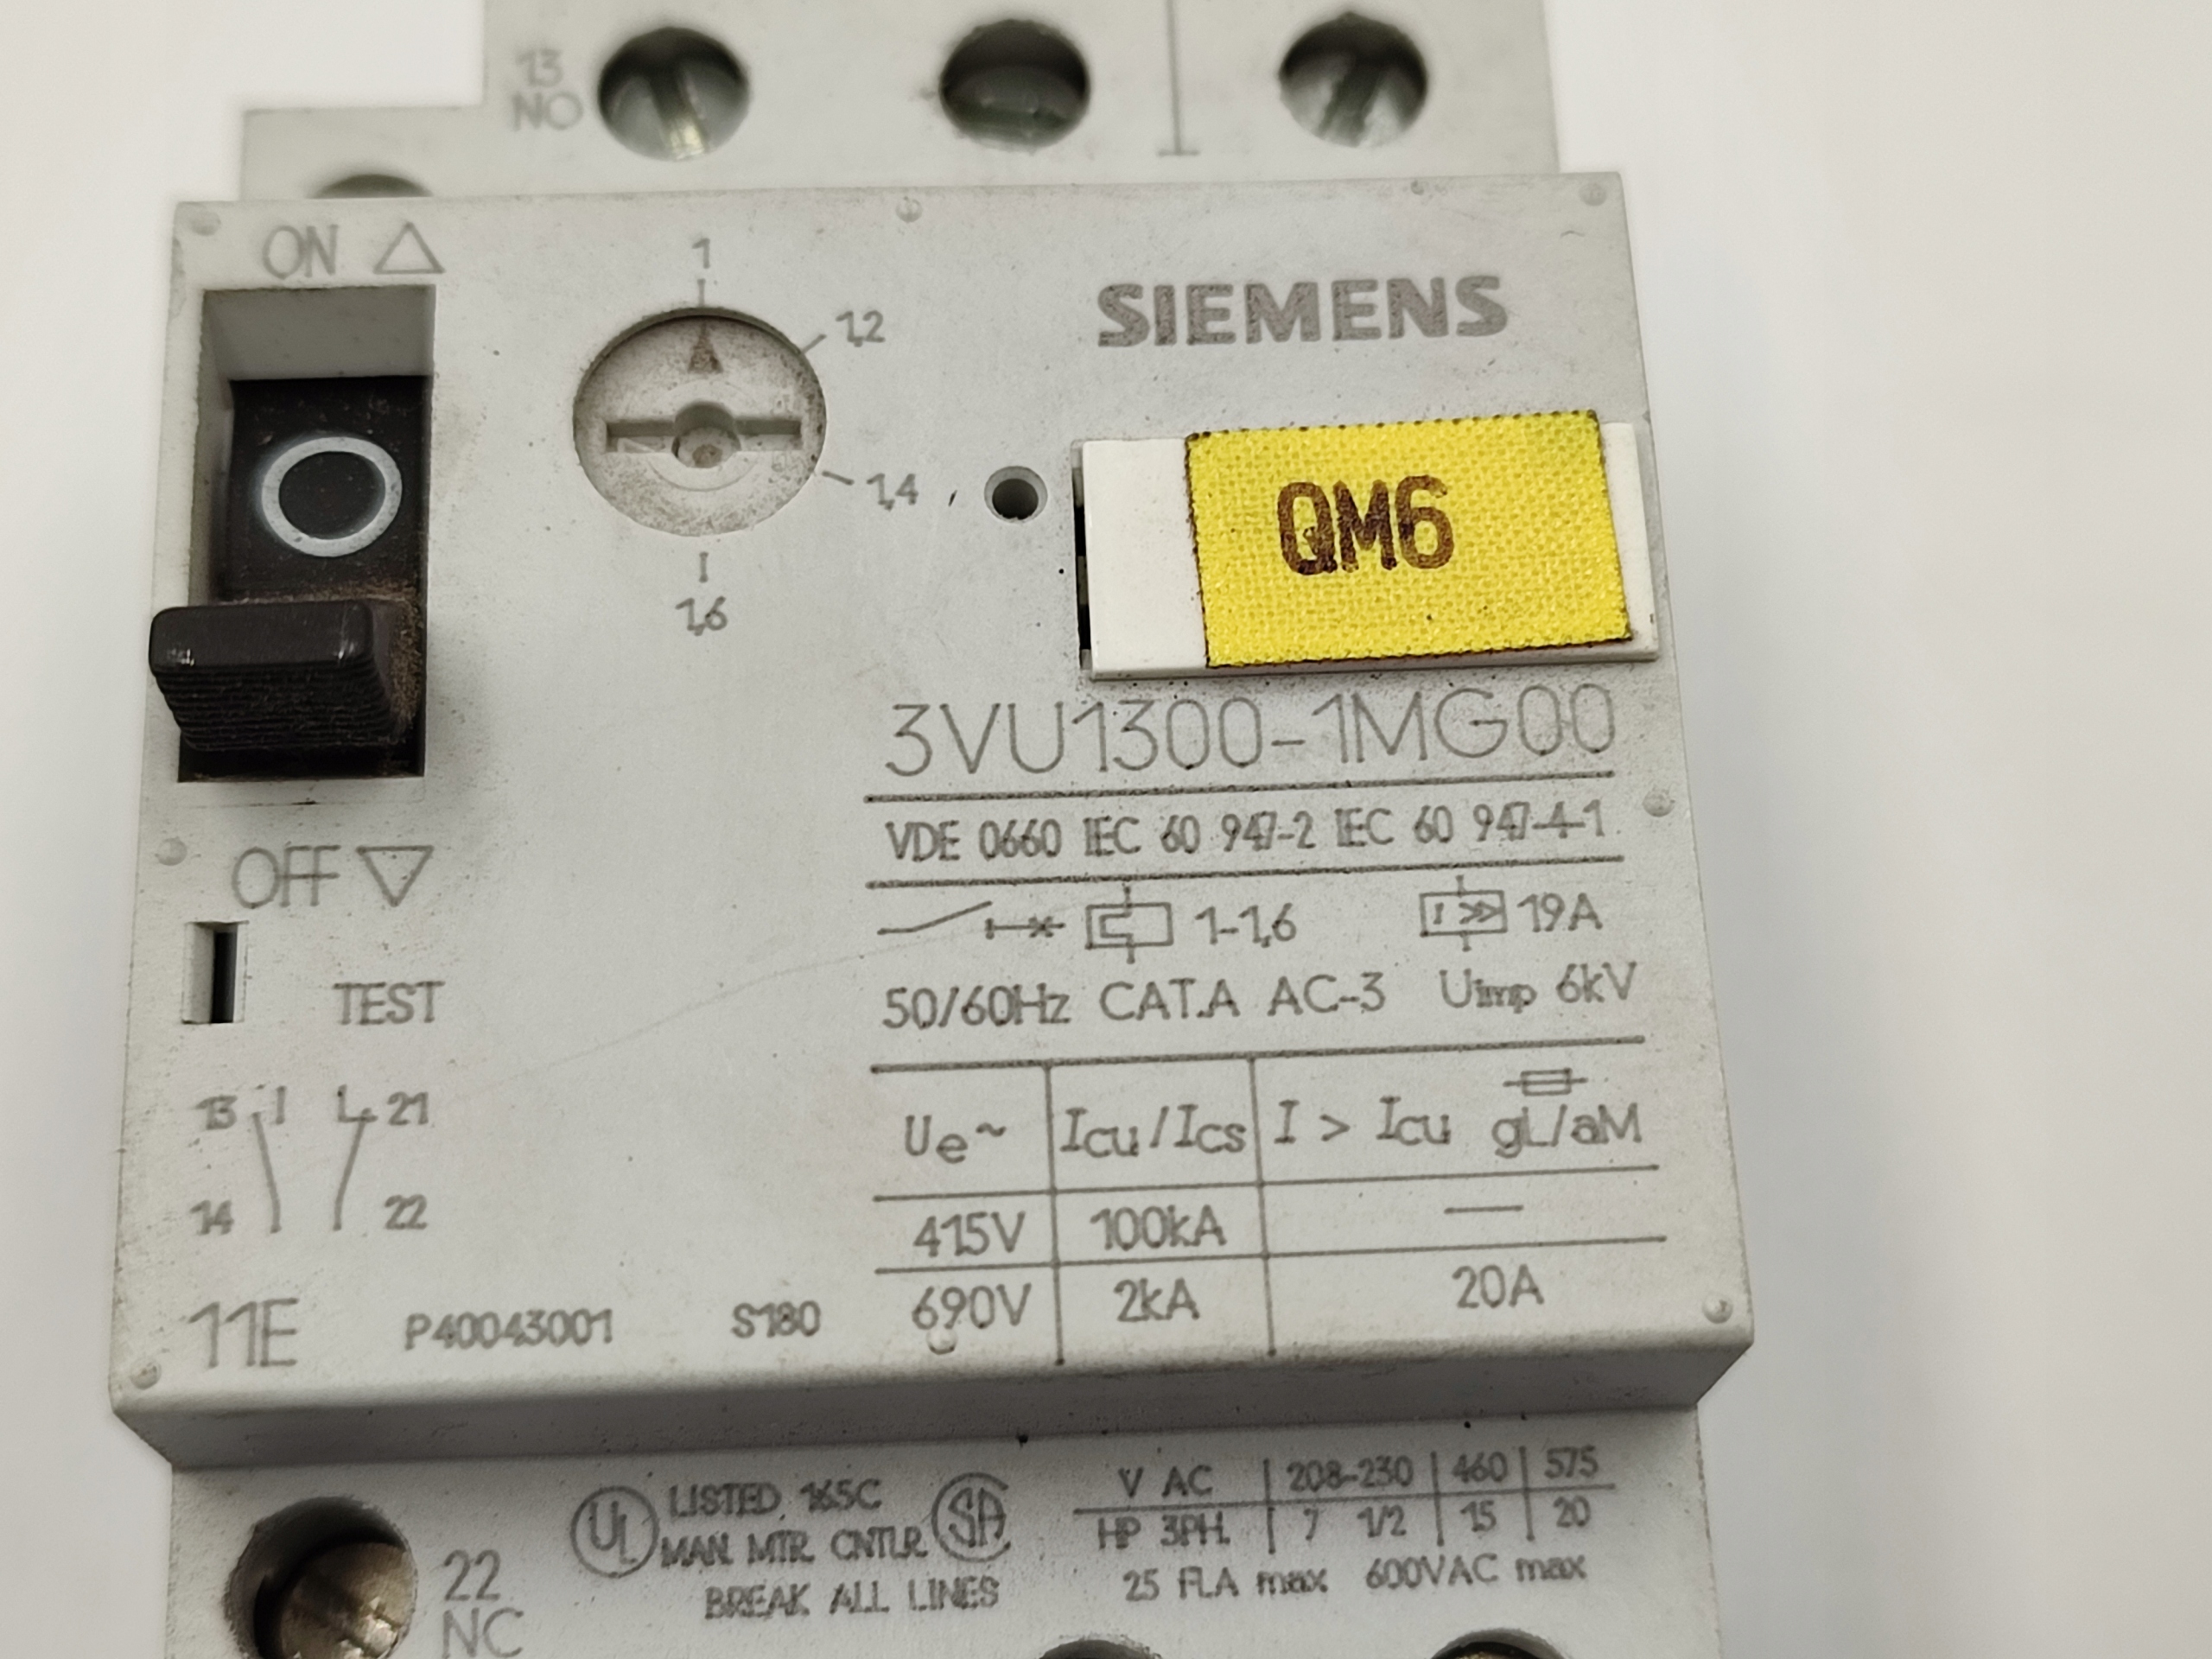 13
NO
ON
1
1,2
1,4
1,6
SIEMENS
QM6
3VU1300-1MG00
VDE 0660 IEC 60 947-2 IEC 60 947-4-1
1-1,6 I >> 19A
50/60Hz CAT.A AC-3 Uimp 6kV
OFF
TEST
13 21
14 22
11E P40043001 S180
Ue~ Icu/Ics I > Icu gL/aM
415V 100kA —
690V 2kA 20A
22
NC
UL LISTED 165C SA
MAN. MTR. CNTLR.
BREAK ALL LINES
V AC 208-230 460 575
HP 3PH. 7 1/2 15 20
25 FLA max 600VAC max